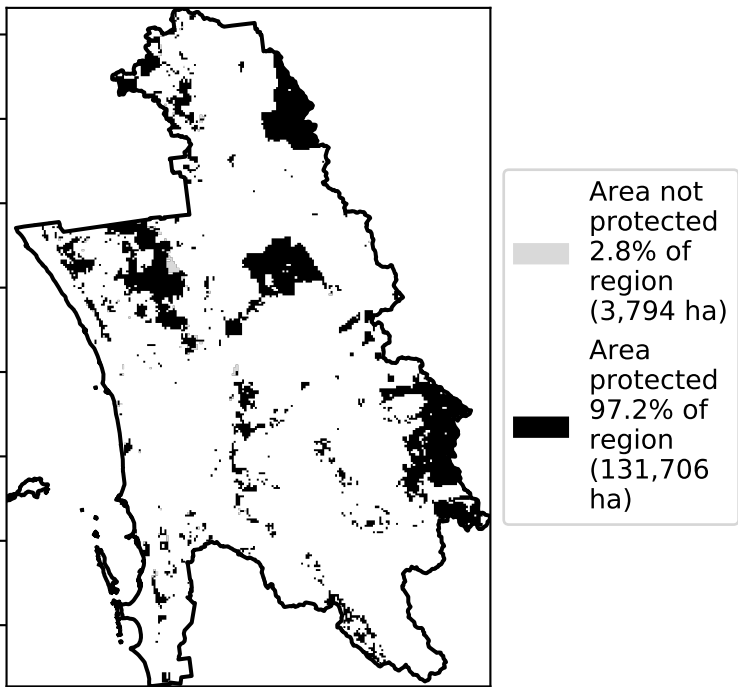 Area not
protected
2.8% of
region
(3,794 ha)
Area
protected
97.2% of
region
(131,706
ha)